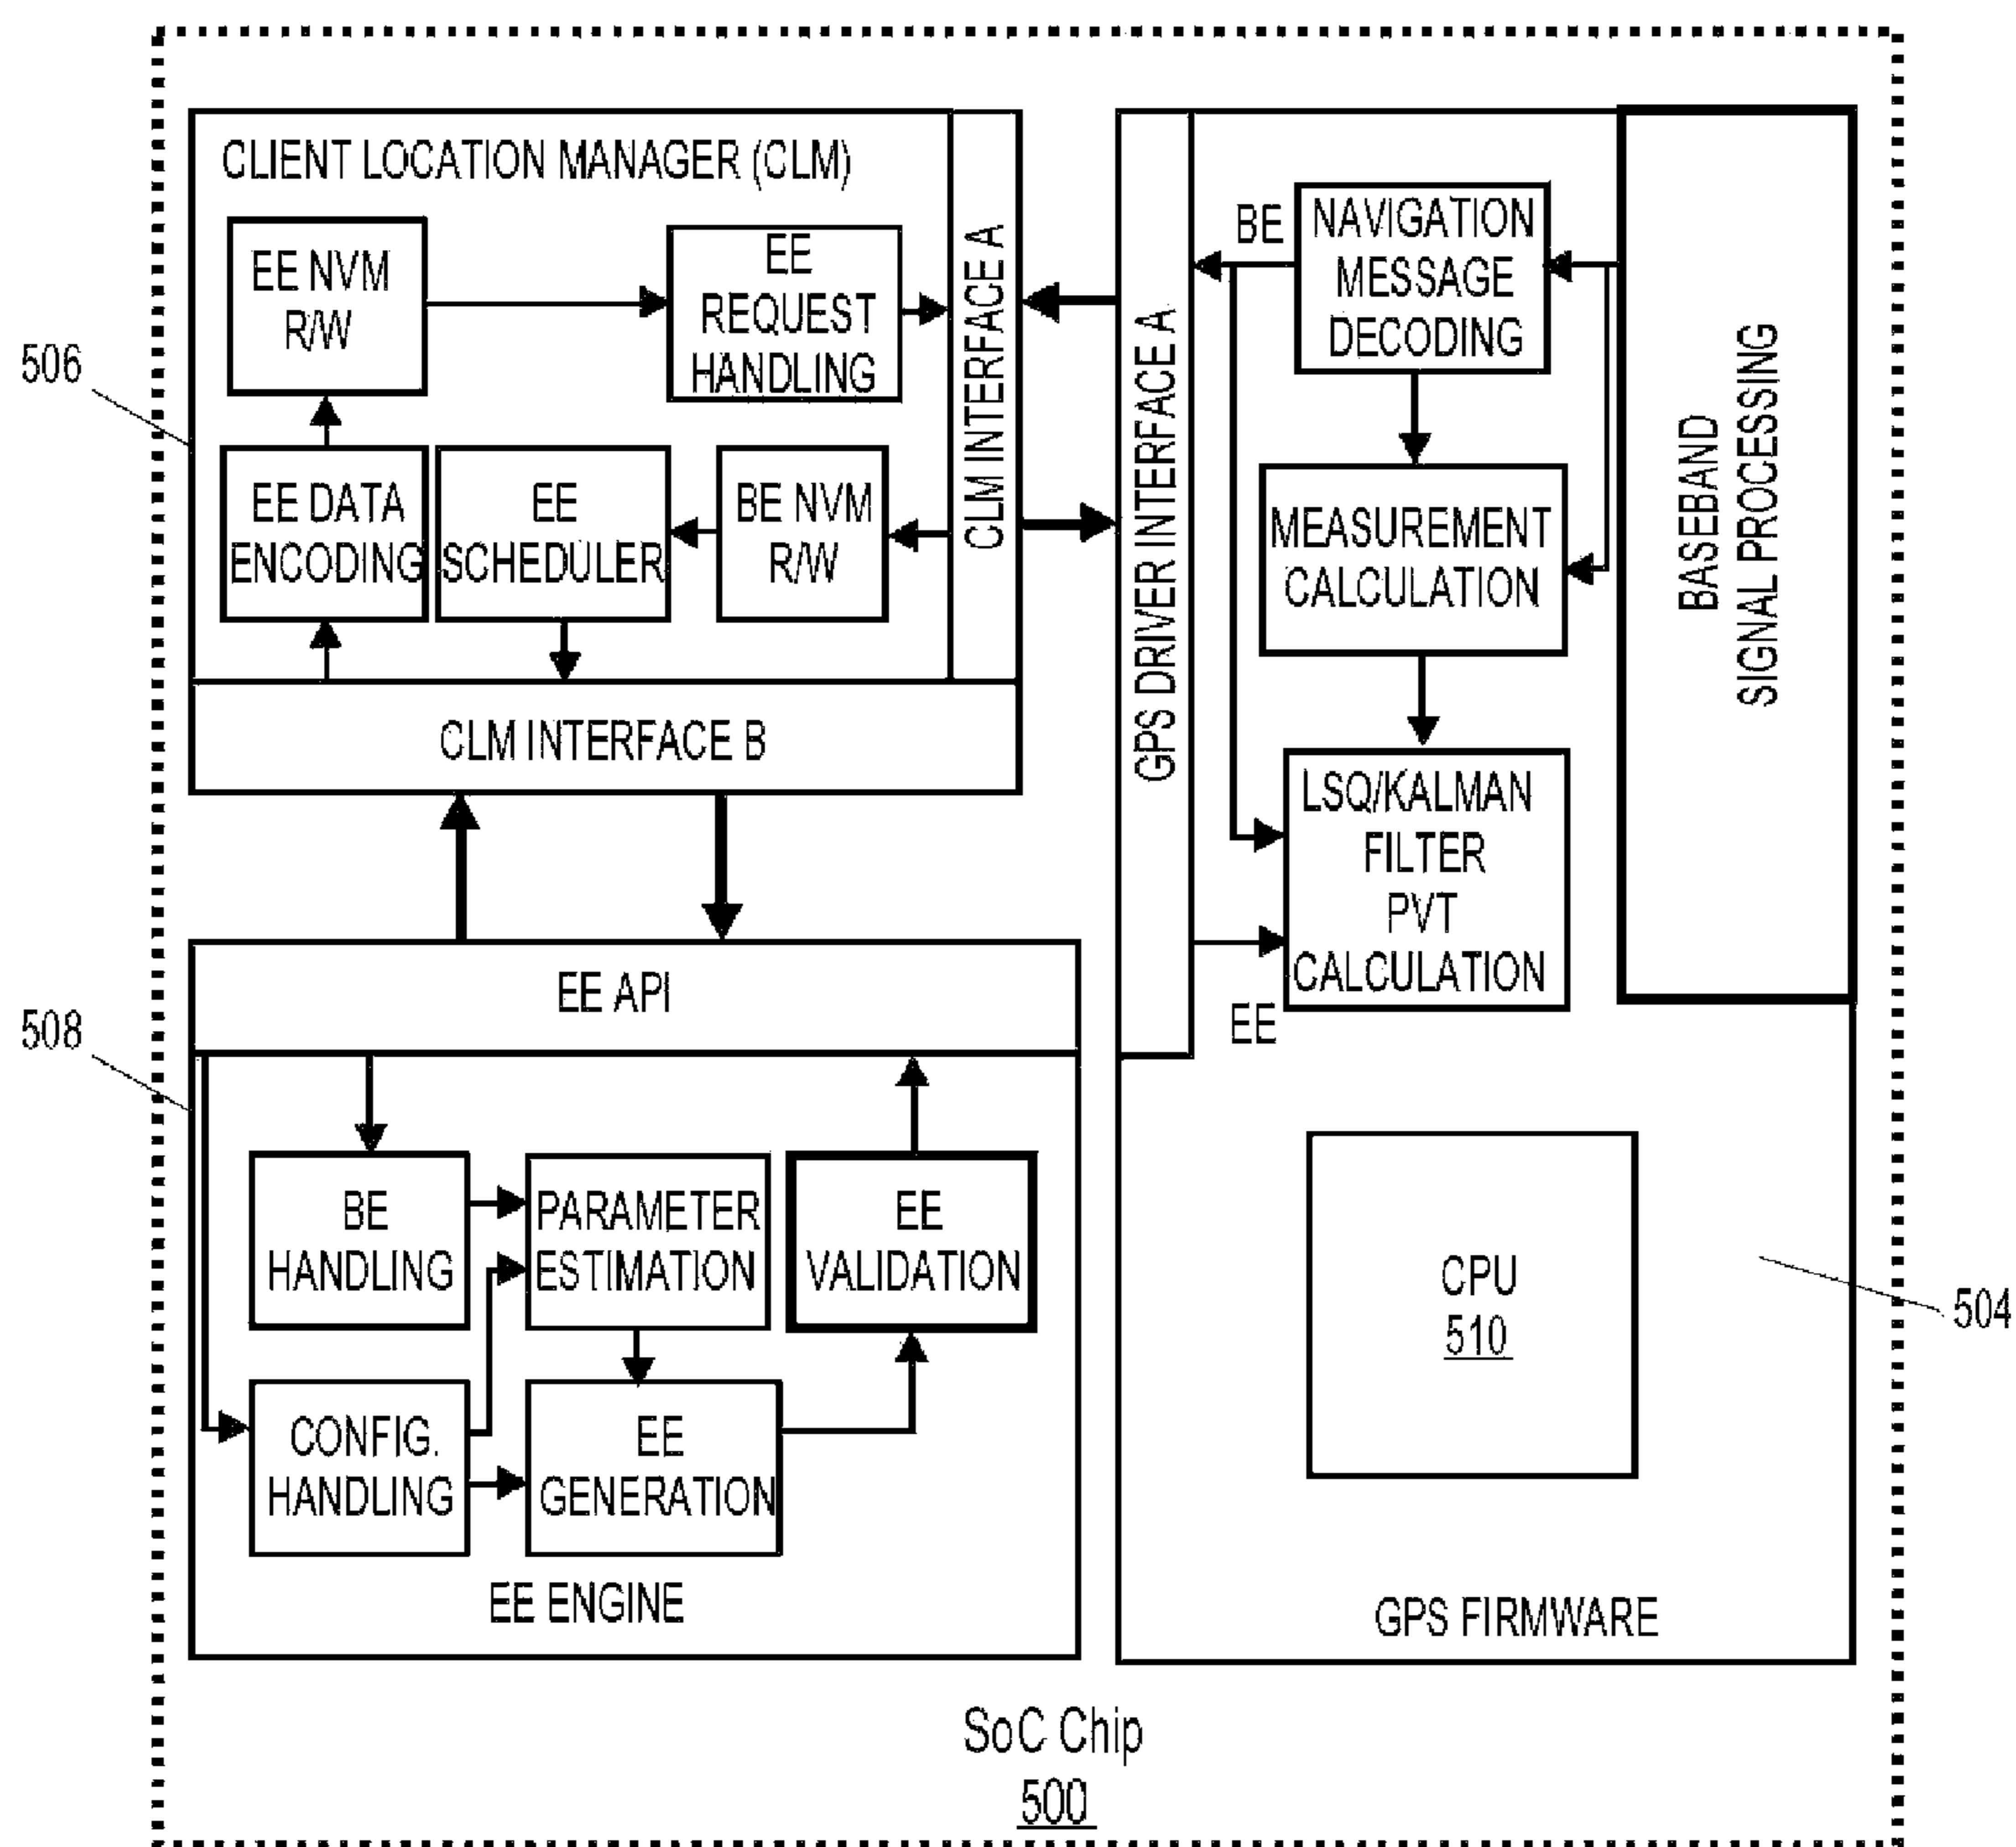 CLIENT LOCATION MANAGER (CLM)
EE NVM
R/W
EE
REQUEST
HANDLING
EE DATA
ENCODING
EE
SCHEDULER
BE NVM
R/W
CLM INTERFACE A
CLM INTERFACE B
506
GPS DRIVER INTERFACE A
BE
NAVIGATION
MESSAGE
DECODING
MEASUREMENT
CALCULATION
LSQ/KALMAN
FILTER
PVT
CALCULATION
EE
BASEBAND
SIGNAL PROCESSING
EE API
508
BE
HANDLING
PARAMETER
ESTIMATION
EE
VALIDATION
CONFIG.
HANDLING
EE
GENERATION
EE ENGINE
CPU
510
504
GPS FIRMWARE
SoC Chip
500